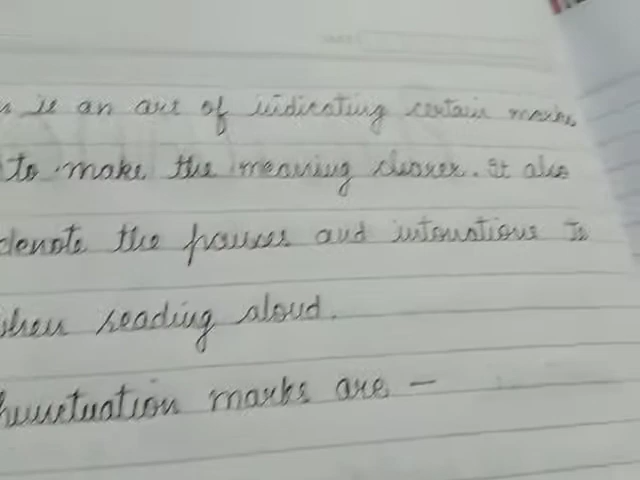 is an art of indicating certain marks
to make the meaning clearer. It also
denote the pauses and intonations to
when reading aloud.
punctuation marks are -